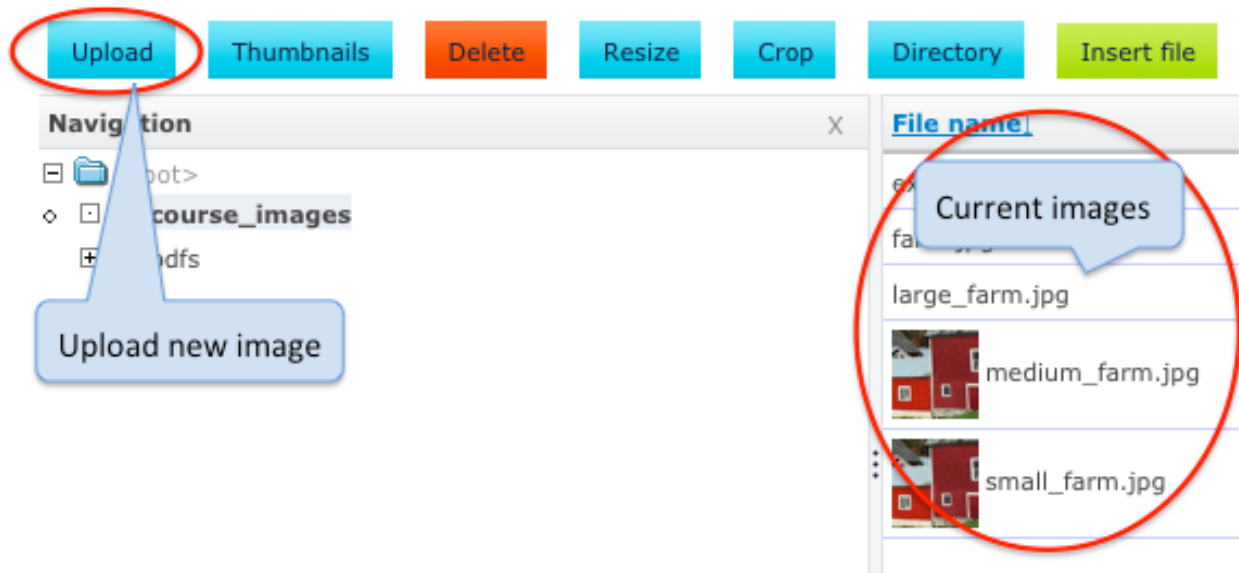 Upload Thumbnails Delete Resize Crop Directory Insert file
Navigation X File name
course_images
Current images
large_farm.jpg
Upload new image
medium_farm.jpg
small_farm.jpg